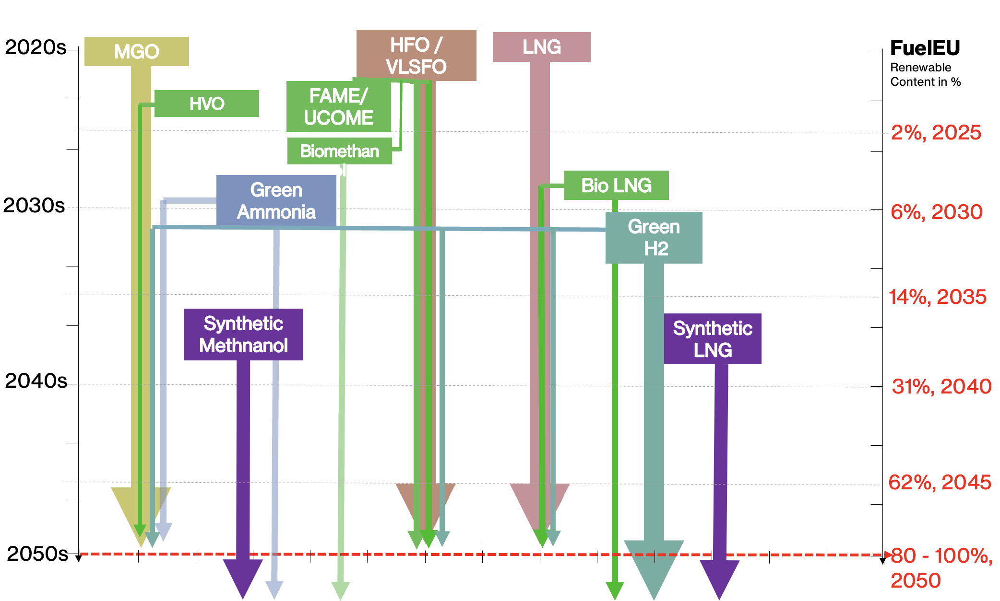 2020s
MGO
HFO /
VLSFO
LNG
FuelEU
Renewable
Content in %
HVO
FAME/
UCOME
2%, 2025
Biomethan
ol
Green
Ammonia
Bio LNG
2030s
6%, 2030
Green
H2
14%, 2035
Synthetic
Methnanol
Synthetic
LNG
2040s
31%, 2040
62%, 2045
2050s
80 - 100%,
2050